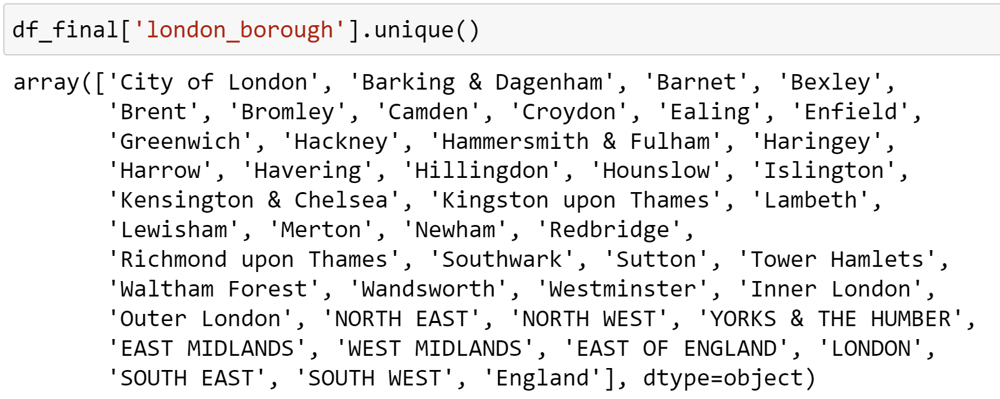 df_final['london_borough'].unique()
array(['City of London', 'Barking & Dagenham', 'Barnet', 'Bexley',
'Brent', 'Bromley', 'Camden', 'Croydon', 'Ealing', 'Enfield',
'Greenwich', 'Hackney', 'Hammersmith & Fulham', 'Haringey',
'Harrow', 'Havering', 'Hillingdon', 'Hounslow', 'Islington',
'Kensington & Chelsea', 'Kingston upon Thames', 'Lambeth',
'Lewisham', 'Merton', 'Newham', 'Redbridge',
'Richmond upon Thames', 'Southwark', 'Sutton', 'Tower Hamlets',
'Waltham Forest', 'Wandsworth', 'Westminster', 'Inner London',
'Outer London', 'NORTH EAST', 'NORTH WEST', 'YORKS & THE HUMBER',
'EAST MIDLANDS', 'WEST MIDLANDS', 'EAST OF ENGLAND', 'LONDON',
'SOUTH EAST', 'SOUTH WEST', 'England'], dtype=object)